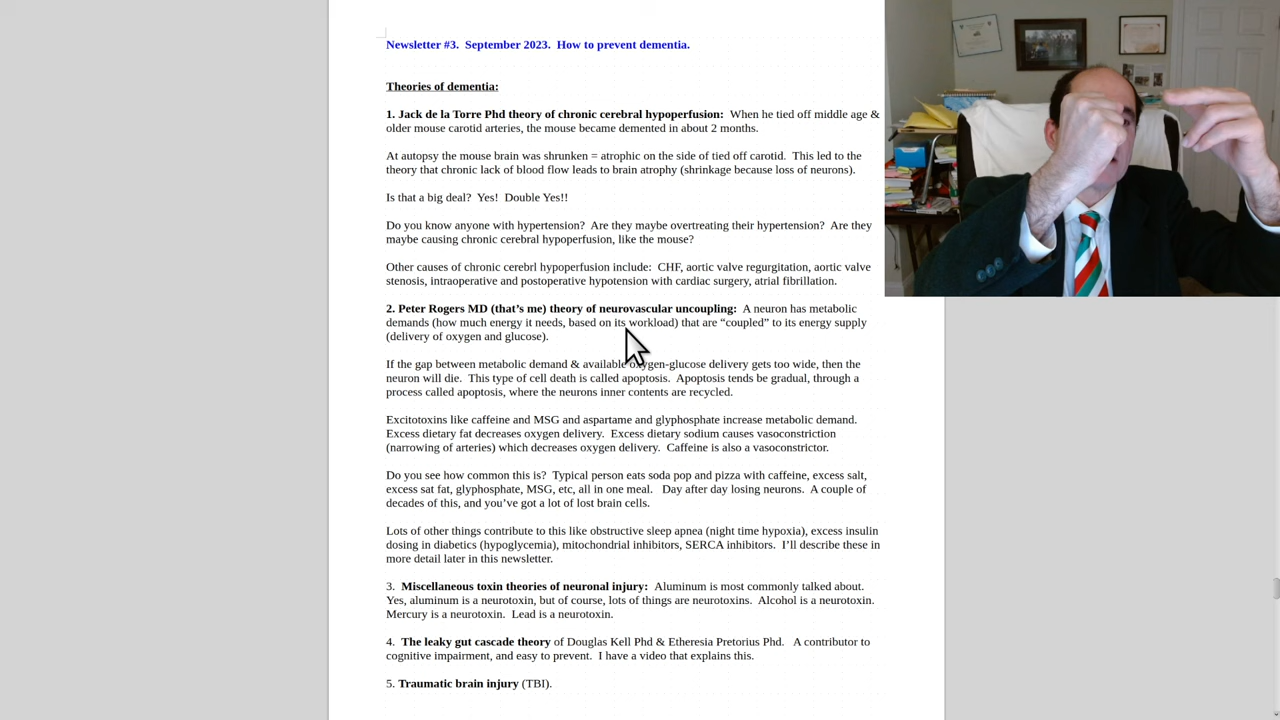 Newsletter #3.  September 2023.  How to prevent dementia.
Theories of dementia:
1. Jack de la Torre Phd theory of chronic cerebral hypoperfusion:  When he tied off middle age &
older mouse carotid arteries, the mouse became demented in about 2 months.
At autopsy the mouse brain was shrunken = atrophic on the side of tied off carotid.  This led to the
theory that chronic lack of blood flow leads to brain atrophy (shrinkage because loss of neurons).
Is that a big deal?  Yes!  Double Yes!!
Do you know anyone with hypertension?  Are they maybe overtreating their hypertension?  Are they
maybe causing chronic cerebral hypoperfusion, like the mouse?
Other causes of chronic cerebrl hypoperfusion include:  CHF, aortic valve regurgitation, aortic valve
stenosis, intraoperative and postoperative hypotension with cardiac surgery, atrial fibrillation.
2. Peter Rogers MD (that's me) theory of neurovascular uncoupling:  A neuron has metabolic
demands (how much energy it needs, based on its workload) that are “coupled” to its energy supply
(delivery of oxygen and glucose).
If the gap between metabolic demand & available oxygen-glucose delivery gets too wide, then the
neuron will die.  This type of cell death is called apoptosis.  Apoptosis tends be gradual, through a
process called apoptosis, where the neurons inner contents are recycled.
Excitotoxins like caffeine and MSG and aspartame and glyphosphate increase metabolic demand.
Excess dietary fat decreases oxygen delivery.  Excess dietary sodium causes vasoconstriction
(narrowing of arteries) which decreases oxygen delivery.  Caffeine is also a vasoconstrictor.
Do you see how common this is?  Typical person eats soda pop and pizza with caffeine, excess salt,
excess sat fat, glyphosphate, MSG, etc, all in one meal.   Day after day losing neurons.  A couple of
decades of this, and you've got a lot of lost brain cells.
Lots of other things contribute to this like obstructive sleep apnea (night time hypoxia), excess insulin
dosing in diabetics (hypoglycemia), mitochondrial inhibitors, SERCA inhibitors.  I'll describe these in
more detail later in this newsletter.
3.  Miscellaneous toxin theories of neuronal injury:  Aluminum is most commonly talked about.
Yes, aluminum is a neurotoxin, but of course, lots of things are neurotoxins.  Alcohol is a neurotoxin.
Mercury is a neurotoxin.  Lead is a neurotoxin.
4.  The leaky gut cascade theory of Douglas Kell Phd & Etheresia Pretorius Phd.   A contributor to
cognitive impairment, and easy to prevent.  I have a video that explains this.
5. Traumatic brain injury (TBI).